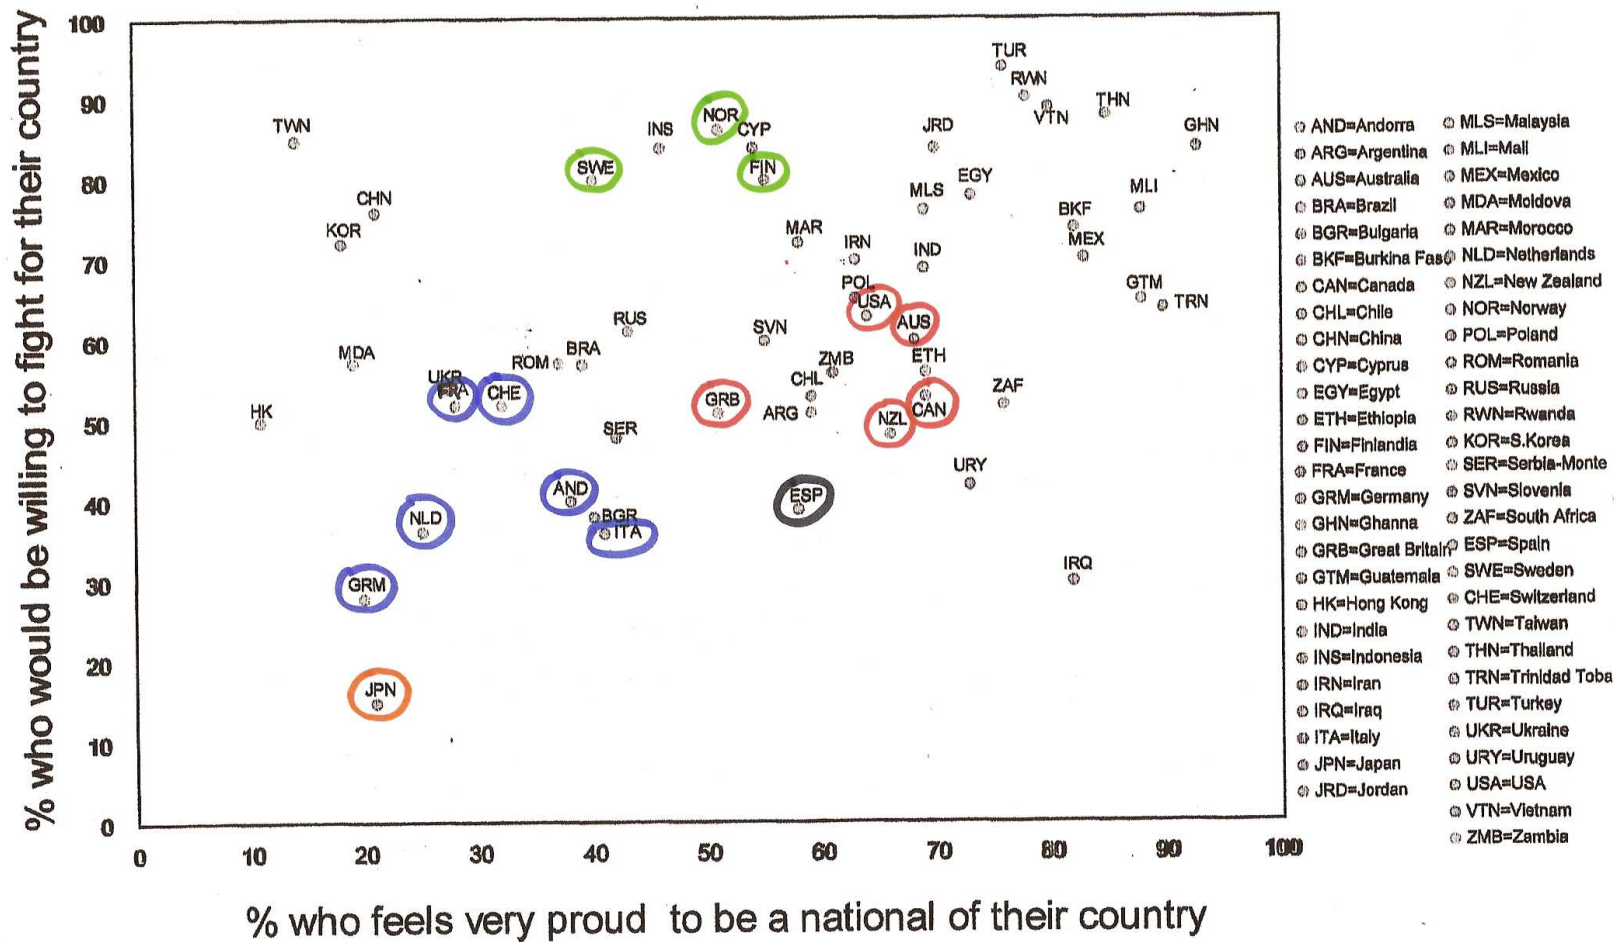 % who would be willing to fight for their country
100
90
80
70
60
50
40
30
20
10
0
0 10 20 30 40 50 60 70 80 90 100
% who feels very proud to be a national of their country
TUR
RWN
VTN
THN
GHN
TWN
INS
NOR
CYP
JRD
SWE
FIN
EGY
MLS
MLI
CHN
KOR
MAR
BKF
MEX
IRN
IND
POL
USA
GTM
TRN
AUS
RUS
SVN
MDA
ROM
BRA
ZMB
ETH
UKR
FRA
CHE
CHL
ZAF
GRB
ARG
CAN
HK
NZL
SER
URY
AND
ESP
NLD
BGR
ITA
IRQ
GRM
JPN
AND=Andorra
ARG=Argentina
AUS=Australia
BRA=Brazil
BGR=Bulgaria
BKF=Burkina Faso
CAN=Canada
CHL=Chile
CHN=China
CYP=Cyprus
EGY=Egypt
ETH=Ethiopia
FIN=Finlandia
FRA=France
GRM=Germany
GHN=Ghanna
GRB=Great Britain
GTM=Guatemala
HK=Hong Kong
IND=India
INS=Indonesia
IRN=Iran
IRQ=Iraq
ITA=Italy
JPN=Japan
JRD=Jordan
MLS=Malaysia
MLI=Mali
MEX=Mexico
MDA=Moldova
MAR=Morocco
NLD=Netherlands
NZL=New Zealand
NOR=Norway
POL=Poland
ROM=Romania
RUS=Russia
RWN=Rwanda
KOR=S.Korea
SER=Serbia-Monte
SVN=Slovenia
ZAF=South Africa
ESP=Spain
SWE=Sweden
CHE=Switzerland
TWN=Taiwan
THN=Thailand
TRN=Trinidad Toba
TUR=Turkey
UKR=Ukraine
URY=Uruguay
USA=USA
VTN=Vietnam
ZMB=Zambia